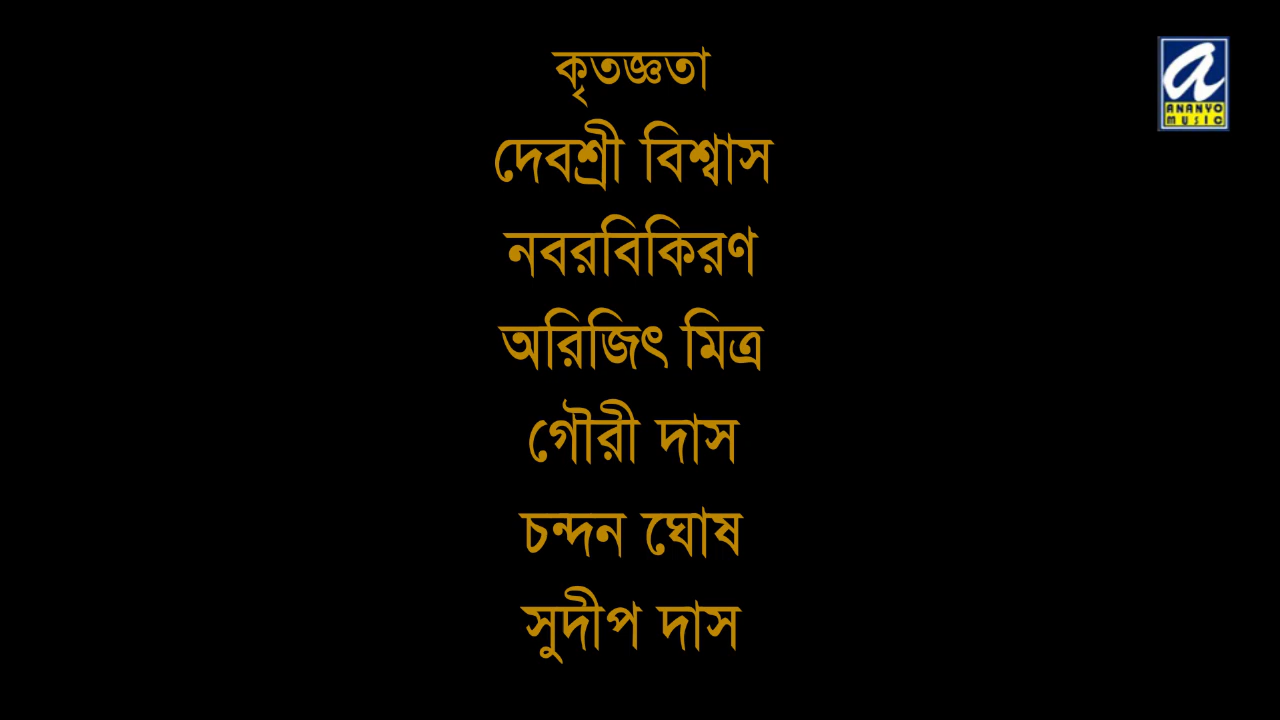 কৃতজ্ঞতা
দেবশ্রী বিশ্বাস
নবরবিকিরণ
অরিজিৎ মিত্র
গৌরী দাস
চন্দন ঘোষ
সুদীপ দাস
a
ANANYO
MUSIC